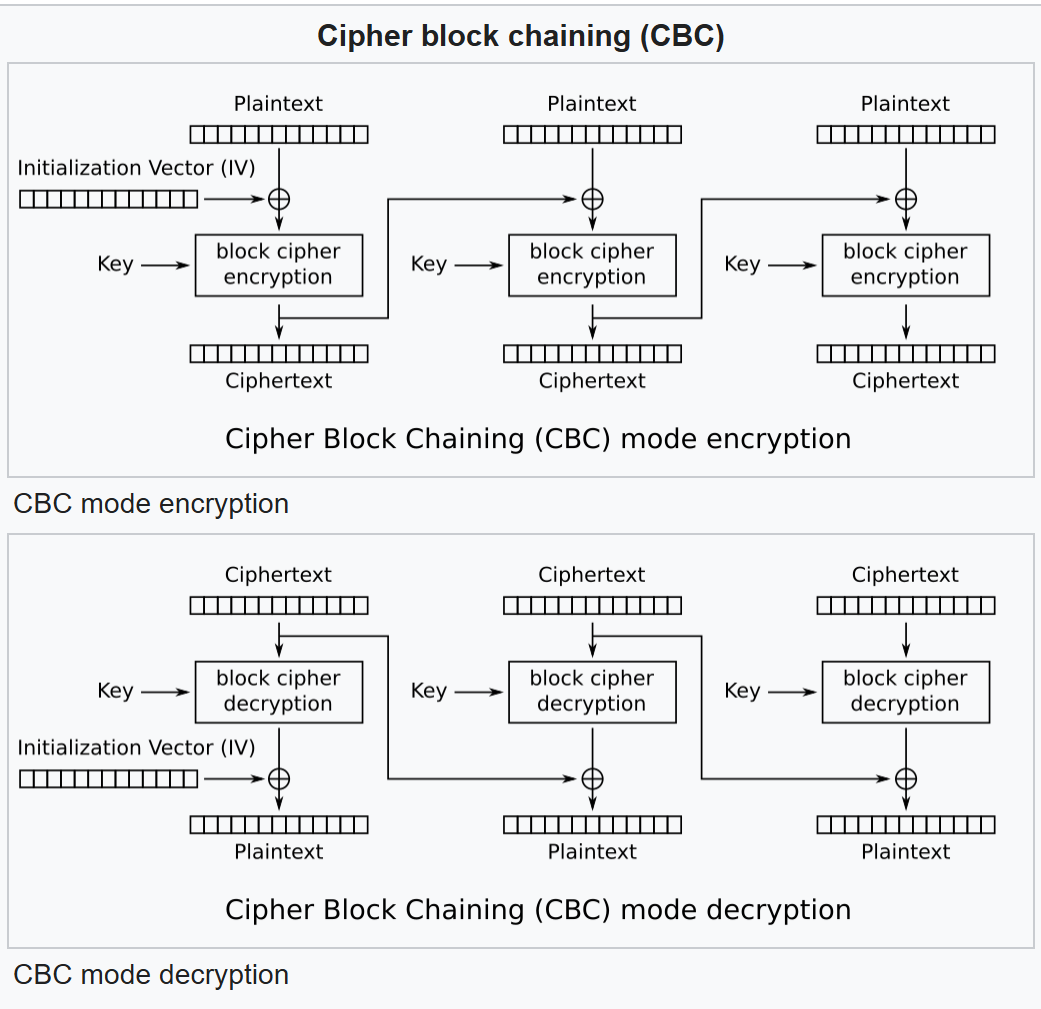 Cipher block chaining (CBC)
Plaintext
Plaintext
Plaintext
Initialization Vector (IV)
Key
block cipher
encryption
Key
block cipher
encryption
Key
block cipher
encryption
Ciphertext
Ciphertext
Ciphertext
Cipher Block Chaining (CBC) mode encryption
CBC mode encryption
Ciphertext
Ciphertext
Ciphertext
Key
block cipher
decryption
Key
block cipher
decryption
Key
block cipher
decryption
Initialization Vector (IV)
Plaintext
Plaintext
Plaintext
Cipher Block Chaining (CBC) mode decryption
CBC mode decryption